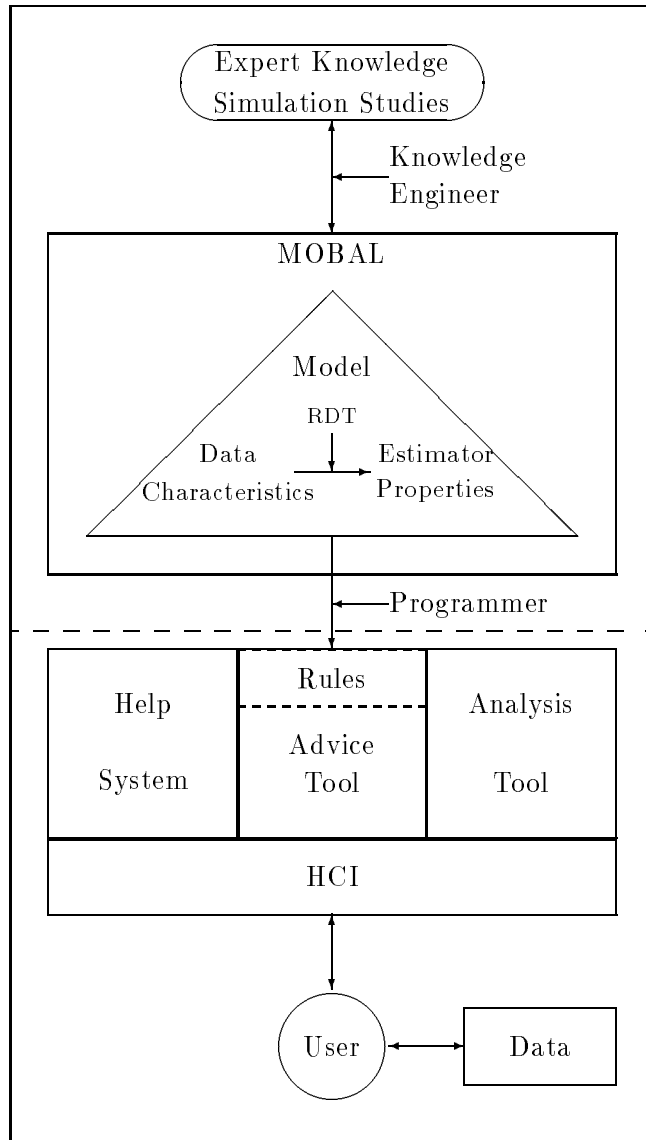 Expert Knowledge
Simulation Studies
Knowledge
Engineer
MOBAL
Model
RDT
Data
Characteristics
Estimator
Properties
Programmer
Help
System
Rules
Advice
Tool
Analysis
Tool
HCI
User
Data